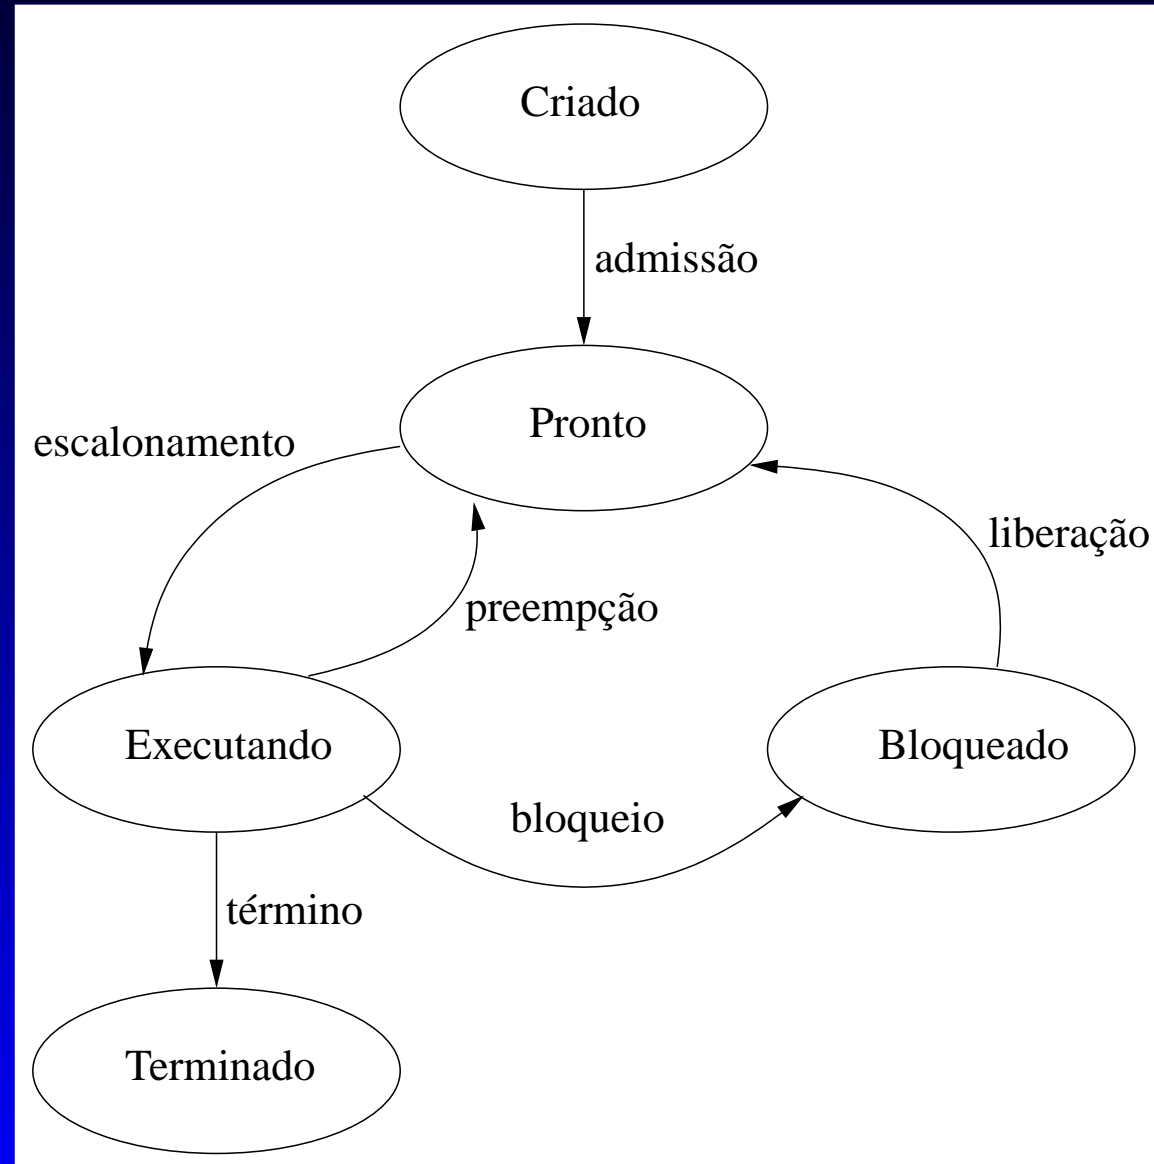 Criado
admissão
Pronto
escalonamento
liberação
preempção
Executando
Bloqueado
bloqueio
término
Terminado